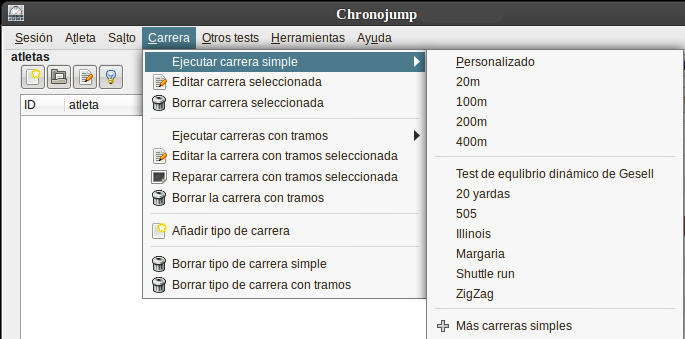 Chronojump
Sesión Atleta Salto Carrera Otros tests Herramientas Ayuda
atletas
ID atleta
Ejecutar carrera simple
Editar carrera seleccionada
Borrar carrera seleccionada
Ejecutar carreras con tramos
Editar la carrera con tramos seleccionada
Reparar carrera con tramos seleccionada
Borrar la carrera con tramos
Añadir tipo de carrera
Borrar tipo de carrera simple
Borrar tipo de carrera con tramos
Personalizado
20m
100m
200m
400m
Test de equlibrio dinámico de Gesell
20 yardas
505
Illinois
Margaria
Shuttle run
ZigZag
Más carreras simples